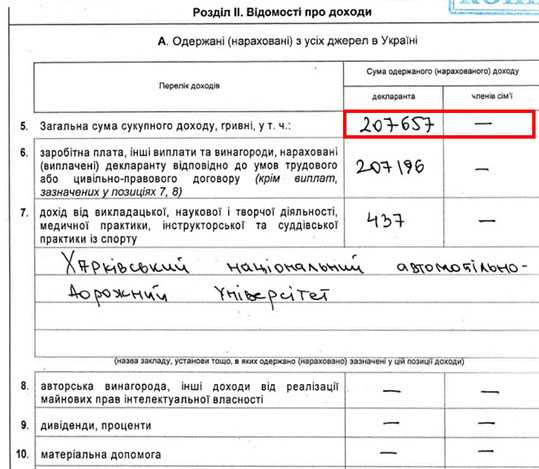 Розділ II. Відомості про доходи
А. Одержані (нараховані) з усіх джерел в Україні
Перелік доходів
Сума одержаного (нарахованого) доходу
декларанта
членів сім'ї
5. Загальна сума сукупного доходу, гривні, у т. ч.: 207657 —
6. заробітна плата, інші виплати та винагороди, нараховані
(виплачені) декларанту відповідно до умов трудового
або цивільно-правового договору (крім виплат, 207196 —
зазначених у позиціях 7, 8)
7. дохід від викладацької, наукової і творчої діяльності,
медичної практики, інструкторської та суддівської 437 —
практики із спорту
Харківський національний автомобільно-
дорожний Університет
(назва закладу, установи тощо, в яких одержано (нараховано) зазначені у цій позиції доходи)
8. авторська винагорода, інші доходи від реалізації — —
майнових прав інтелектуальної власності
9. дивіденди, проценти — —
10. матеріальна допомога — —